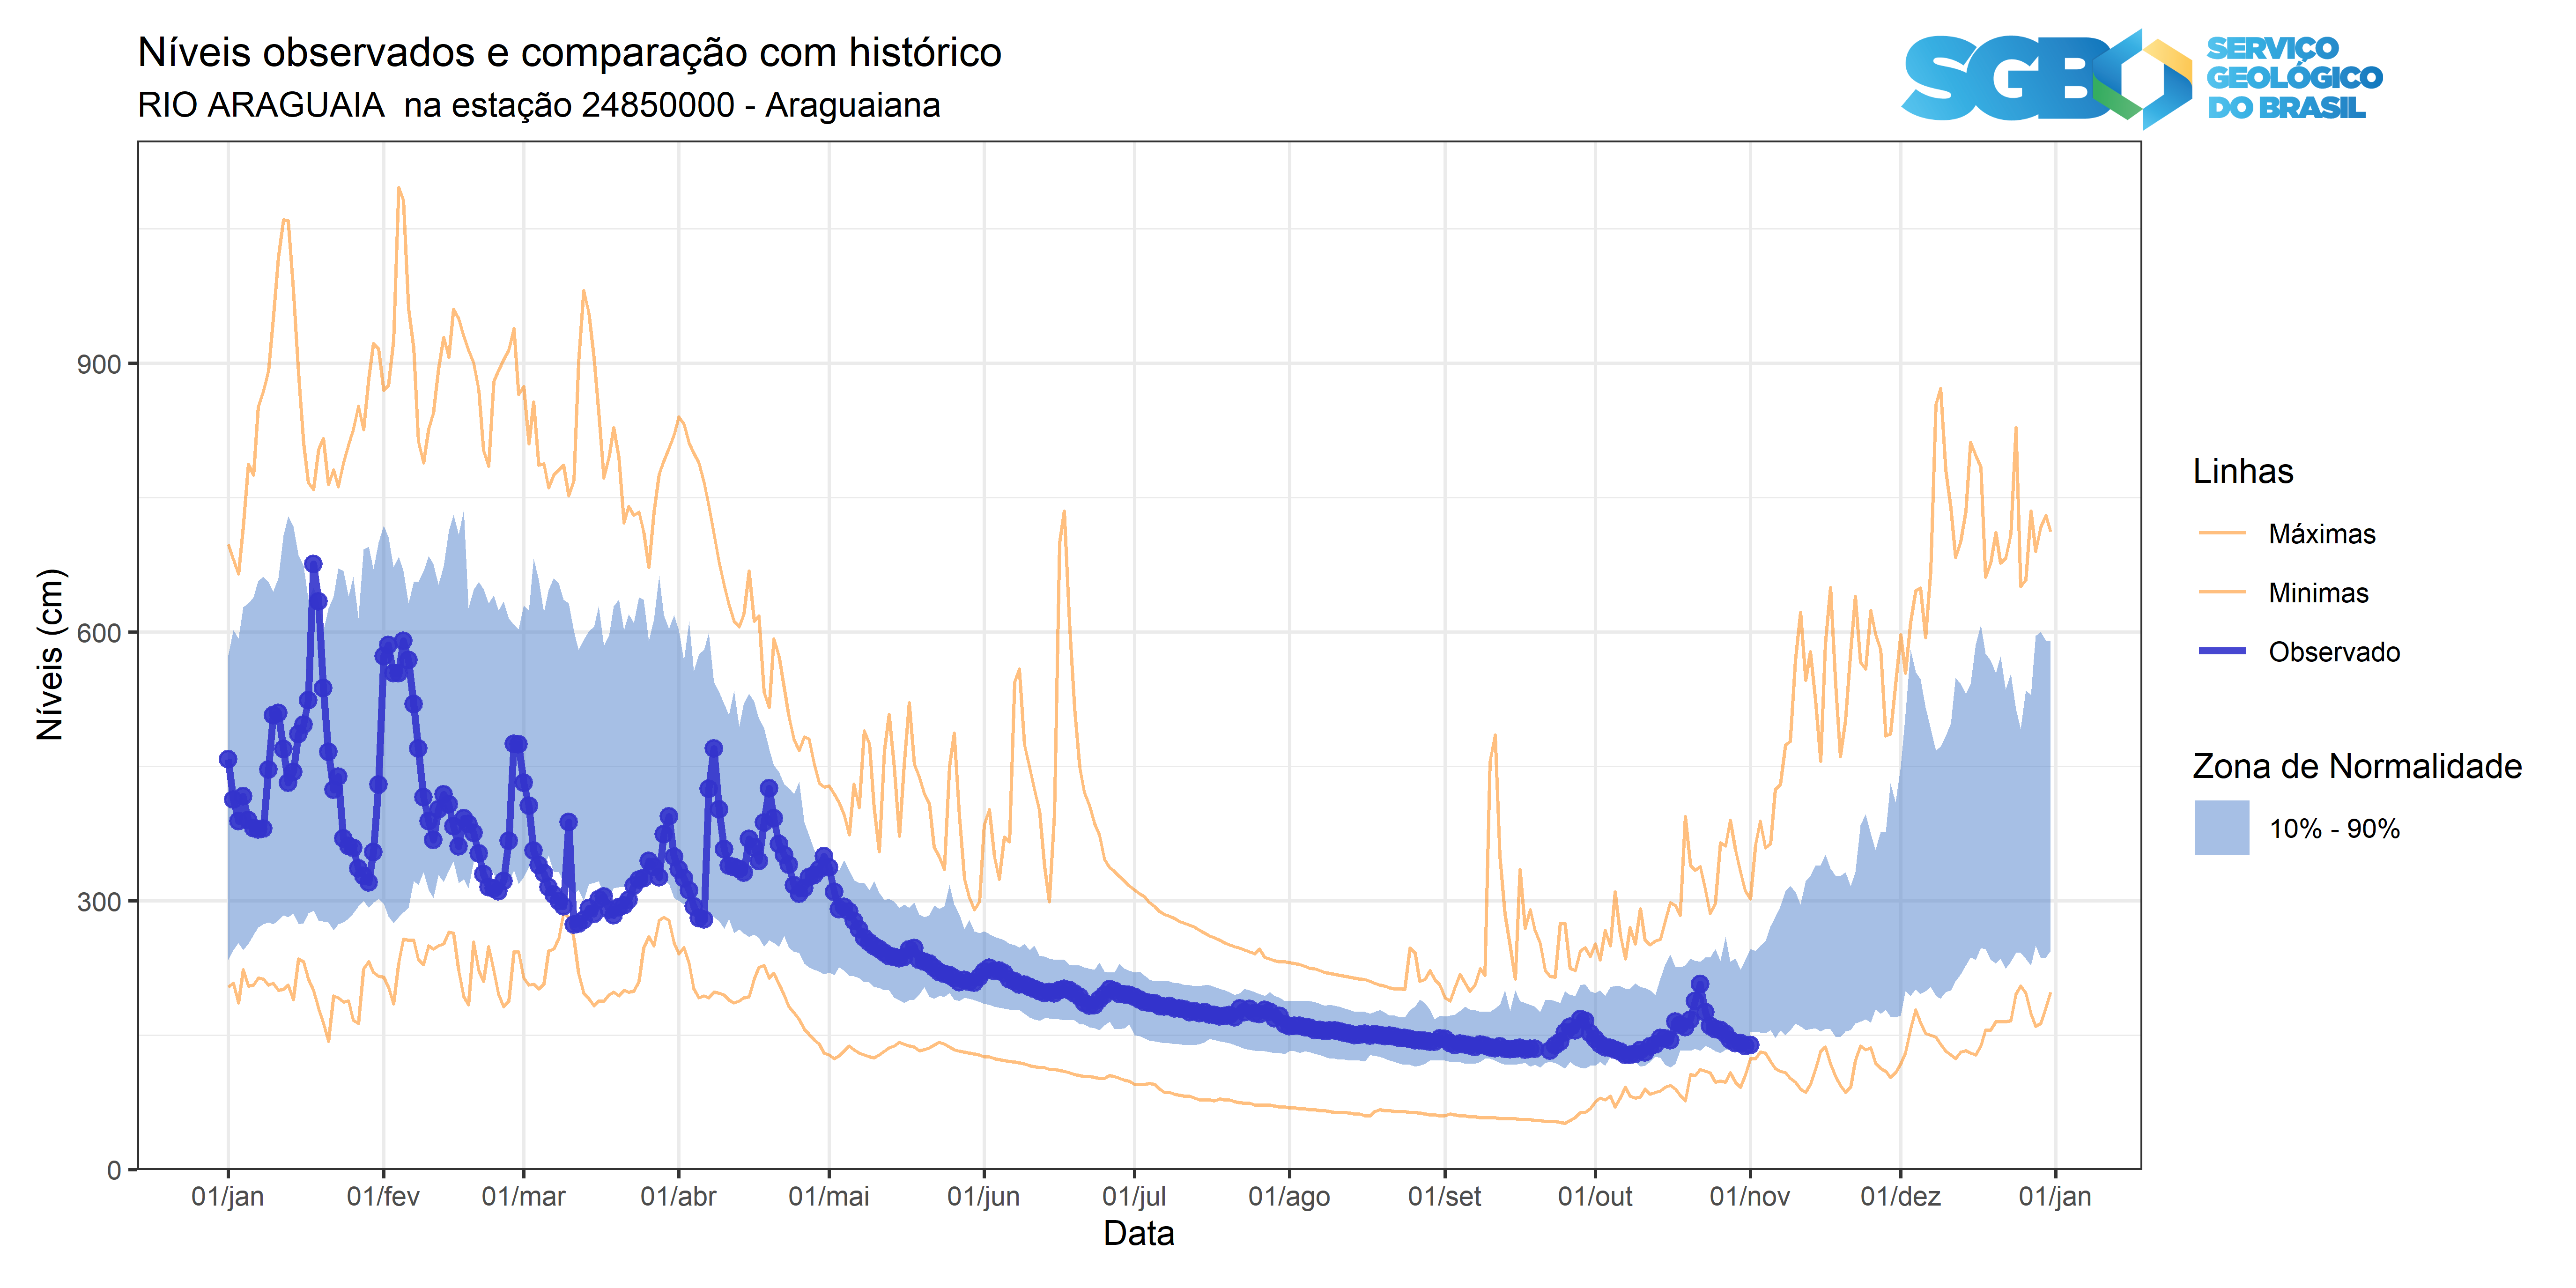 Níveis observados e comparação com histórico
RIO ARAGUAIA na estação 24850000 - Araguaiana
SGB
SERVIÇO
GEOLÓGICO
DO BRASIL
Níveis (cm)
900
600
300
0
01/jan 01/fev 01/mar 01/abr 01/mai 01/jun 01/jul 01/ago 01/set 01/out 01/nov 01/dez 01/jan
Data
Linhas
Máximas
Minimas
Observado
Zona de Normalidade
10% - 90%